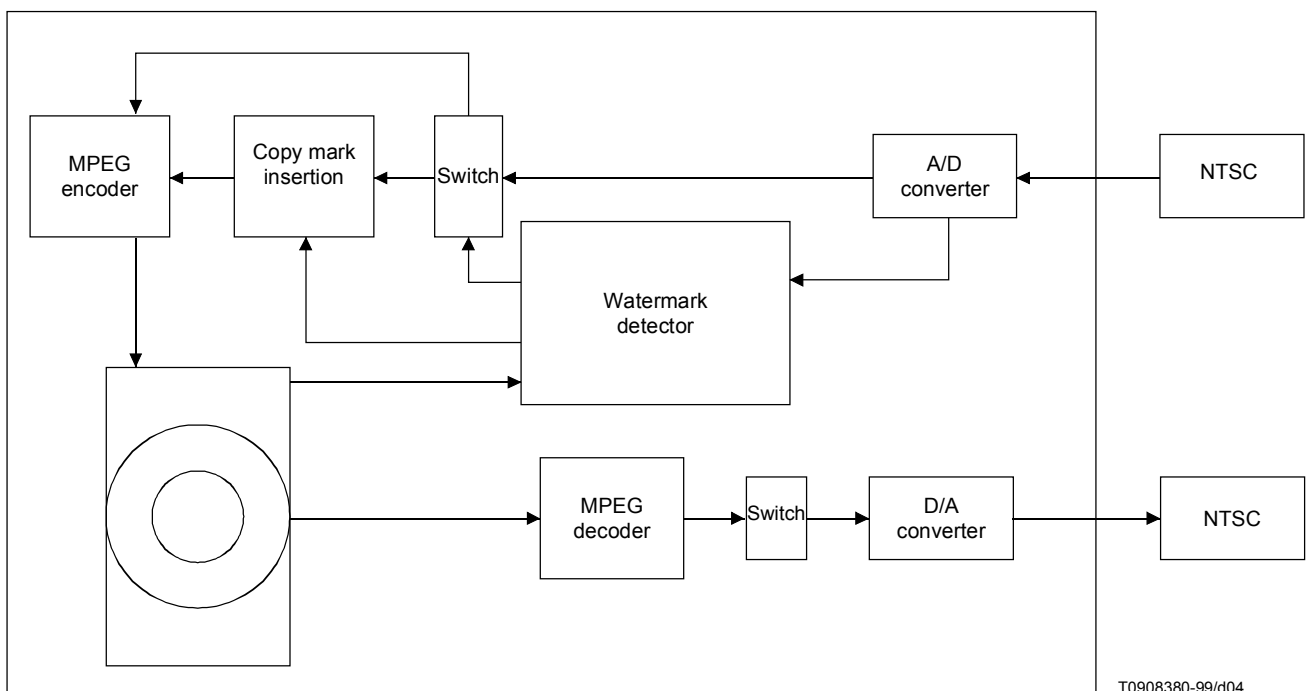 MPEG
encoder
Copy mark
insertion
Switch
A/D
converter
NTSC
Watermark
detector
MPEG
decoder
Switch
D/A
converter
NTSC
T0908380-99/d04